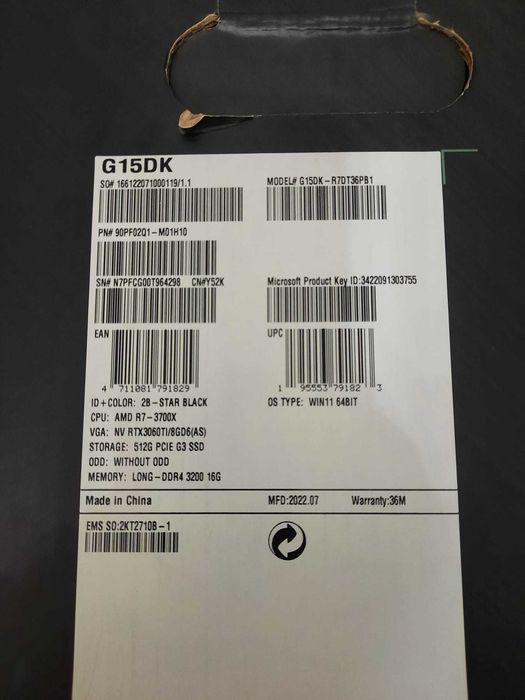 G15DK
SO# 166122071000119/1.1
MODEL# G15DK-R7DT36PB1
PN# 90PF02Q1-M01H10
SN# N7PFCG00T964298 CN#Y52K
Microsoft Product Key ID:3422091303755
EAN
4 711081 791829
UPC
1 95553 79182 3
ID+COLOR: 2B-STAR BLACK
OS TYPE: WIN11 64BIT
CPU: AMD R7-3700X
VGA: NV RTX3060TI/8GD6(AS)
STORAGE: 512G PCIE G3 SSD
ODD: WITHOUT ODD
MEMORY: LONG-DDR4 3200 16G
Made in China MFD:2022.07 Warranty:36M
EMS SO:2KT2710B-1